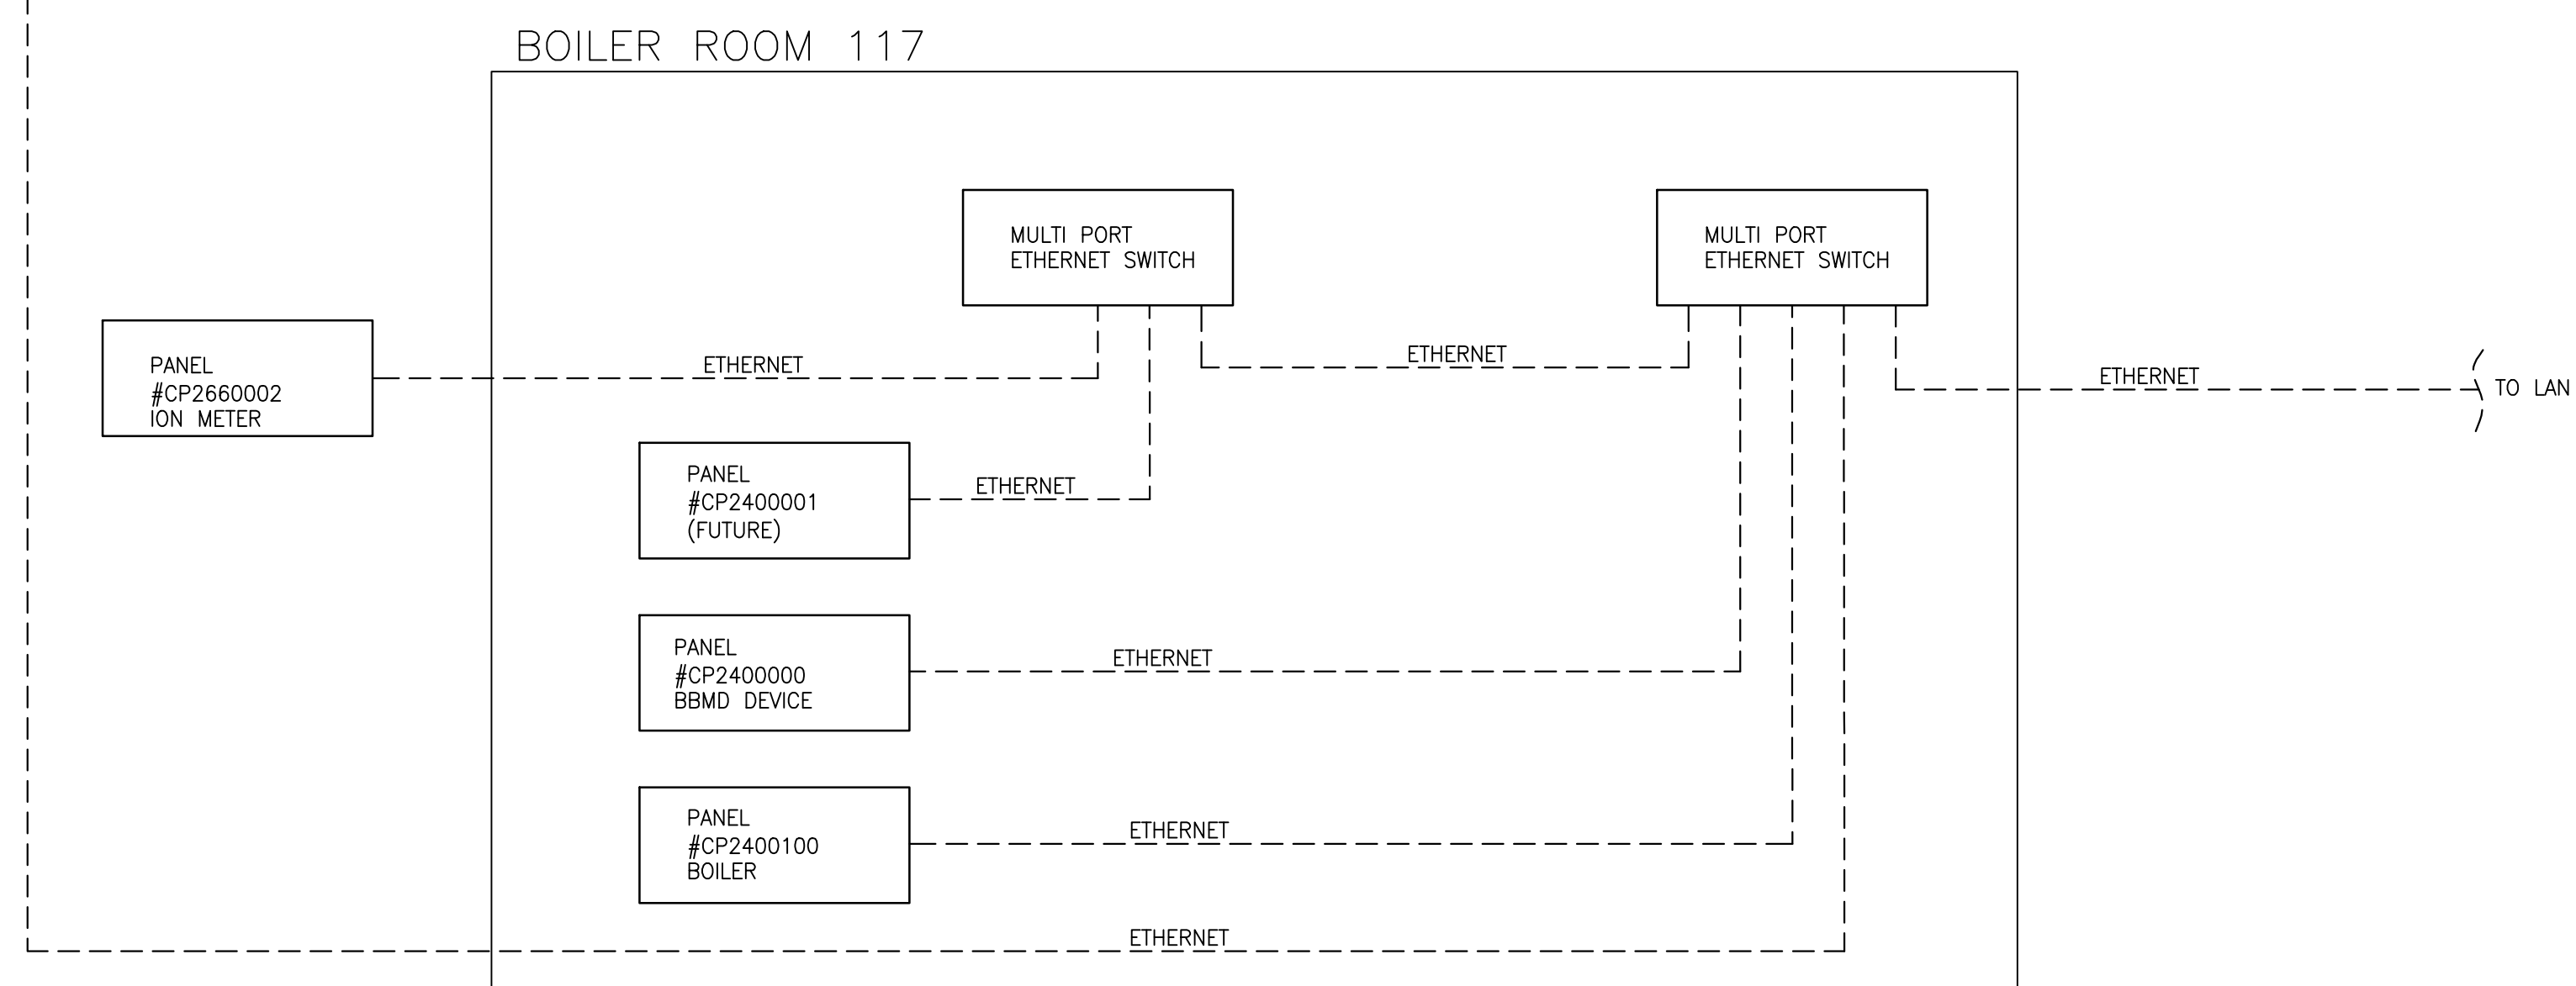 BOILER ROOM 117
MULTI PORT
ETHERNET SWITCH
MULTI PORT
ETHERNET SWITCH
PANEL
#CP2660002
ION METER
ETHERNET
ETHERNET
ETHERNET
TO LAN
PANEL
#CP2400001
(FUTURE)
ETHERNET
PANEL
#CP2400000
BBMD DEVICE
ETHERNET
PANEL
#CP2400100
BOILER
ETHERNET
ETHERNET